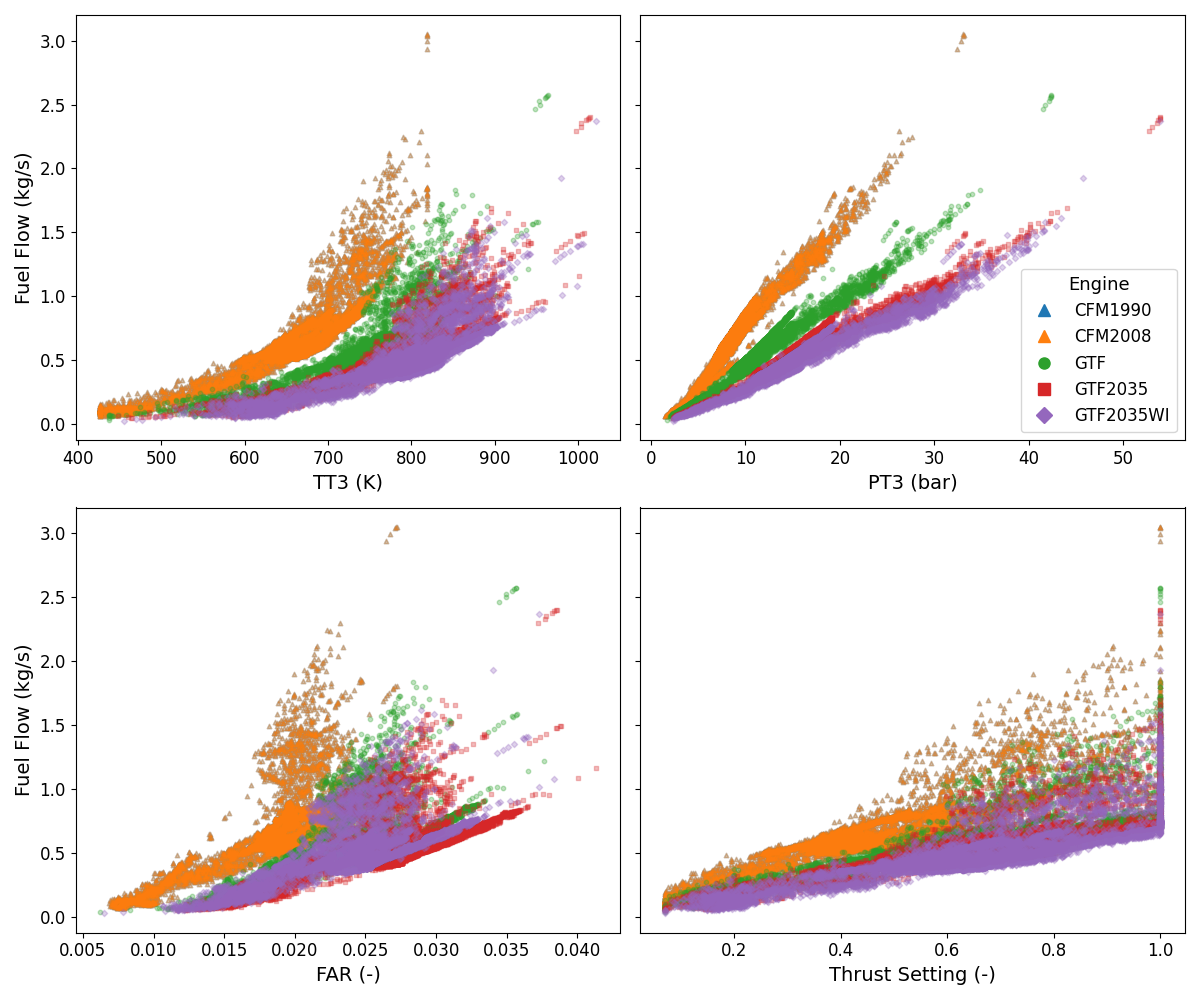 3.0
2.5
2.0
1.5
1.0
0.5
0.0
Fuel Flow (kg/s)
400 500 600 700 800 900 1000
TT3 (K)
0 10 20 30 40 50
PT3 (bar)
Engine
CFM1990
CFM2008
GTF
GTF2035
GTF2035WI
3.0
2.5
2.0
1.5
1.0
0.5
0.0
Fuel Flow (kg/s)
0.005 0.010 0.015 0.020 0.025 0.030 0.035 0.040
FAR (-)
0.2 0.4 0.6 0.8 1.0
Thrust Setting (-)